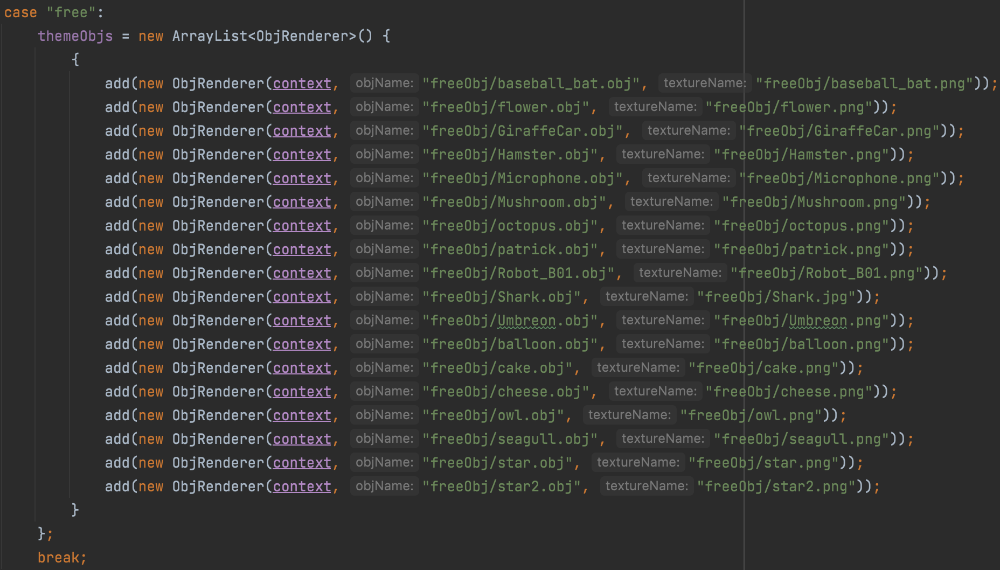 case "free":
themeObjs = new ArrayList<ObjRenderer>() {
{
add(new ObjRenderer(context, objName: "freeObj/baseball_bat.obj", textureName: "freeObj/baseball_bat.png"));
add(new ObjRenderer(context, objName: "freeObj/flower.obj", textureName: "freeObj/flower.png"));
add(new ObjRenderer(context, objName: "freeObj/GiraffeCar.obj", textureName: "freeObj/GiraffeCar.png"));
add(new ObjRenderer(context, objName: "freeObj/Hamster.obj", textureName: "freeObj/Hamster.png"));
add(new ObjRenderer(context, objName: "freeObj/Microphone.obj", textureName: "freeObj/Microphone.png"));
add(new ObjRenderer(context, objName: "freeObj/Mushroom.obj", textureName: "freeObj/Mushroom.png"));
add(new ObjRenderer(context, objName: "freeObj/octopus.obj", textureName: "freeObj/octopus.png"));
add(new ObjRenderer(context, objName: "freeObj/patrick.obj", textureName: "freeObj/patrick.png"));
add(new ObjRenderer(context, objName: "freeObj/Robot_B01.obj", textureName: "freeObj/Robot_B01.png"));
add(new ObjRenderer(context, objName: "freeObj/Shark.obj", textureName: "freeObj/Shark.jpg"));
add(new ObjRenderer(context, objName: "freeObj/Umbreon.obj", textureName: "freeObj/Umbreon.png"));
add(new ObjRenderer(context, objName: "freeObj/balloon.obj", textureName: "freeObj/balloon.png"));
add(new ObjRenderer(context, objName: "freeObj/cake.obj", textureName: "freeObj/cake.png"));
add(new ObjRenderer(context, objName: "freeObj/cheese.obj", textureName: "freeObj/cheese.png"));
add(new ObjRenderer(context, objName: "freeObj/owl.obj", textureName: "freeObj/owl.png"));
add(new ObjRenderer(context, objName: "freeObj/seagull.obj", textureName: "freeObj/seagull.png"));
add(new ObjRenderer(context, objName: "freeObj/star.obj", textureName: "freeObj/star.png"));
add(new ObjRenderer(context, objName: "freeObj/star2.obj", textureName: "freeObj/star2.png"));
}
};
break;